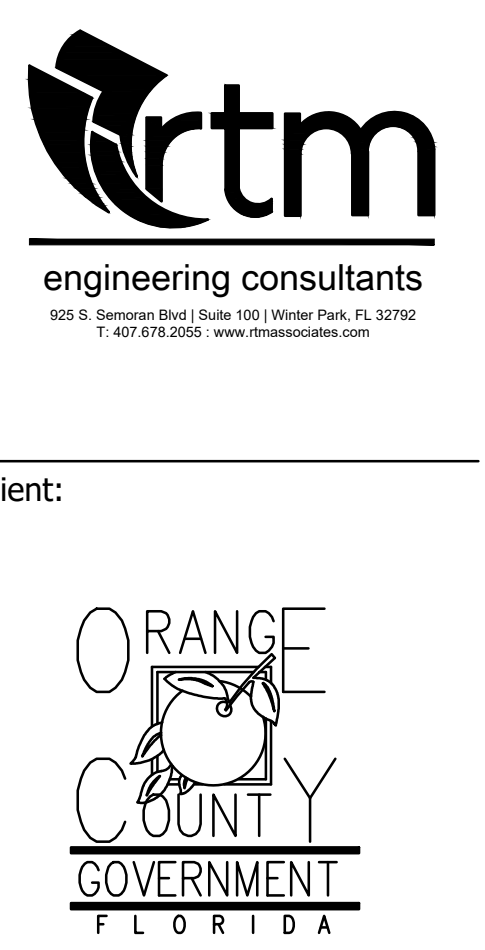 rtm
engineering consultants
925 S. Semoran Blvd | Suite 100 | Winter Park, FL 32792
T: 407.678.2055 : www.rtmassociates.com
ient:
ORANGE
COUNTY
GOVERNMENT
FLORIDA